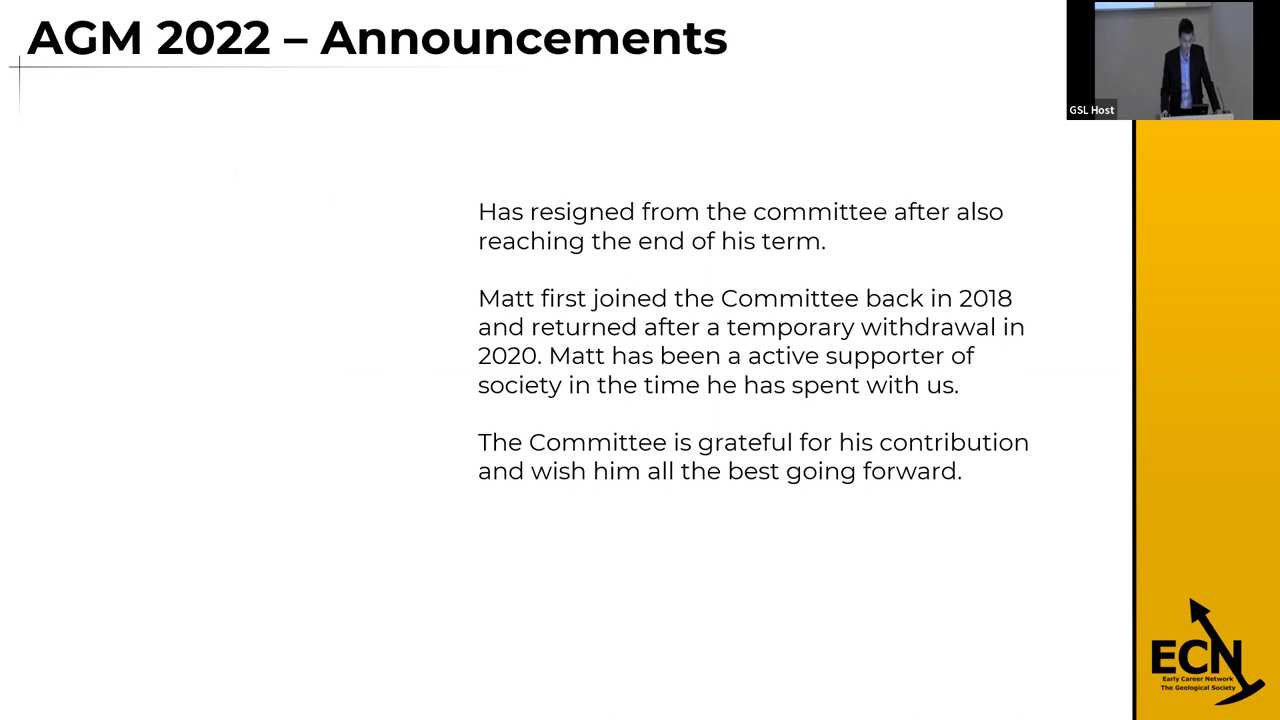 AGM 2022 – Announcements
GSL Host
Has resigned from the committee after also
reaching the end of his term.
Matt first joined the Committee back in 2018
and returned after a temporary withdrawal in
2020. Matt has been a active supporter of
society in the time he has spent with us.
The Committee is grateful for his contribution
and wish him all the best going forward.
ECN
Early Career Network
The Geological Society